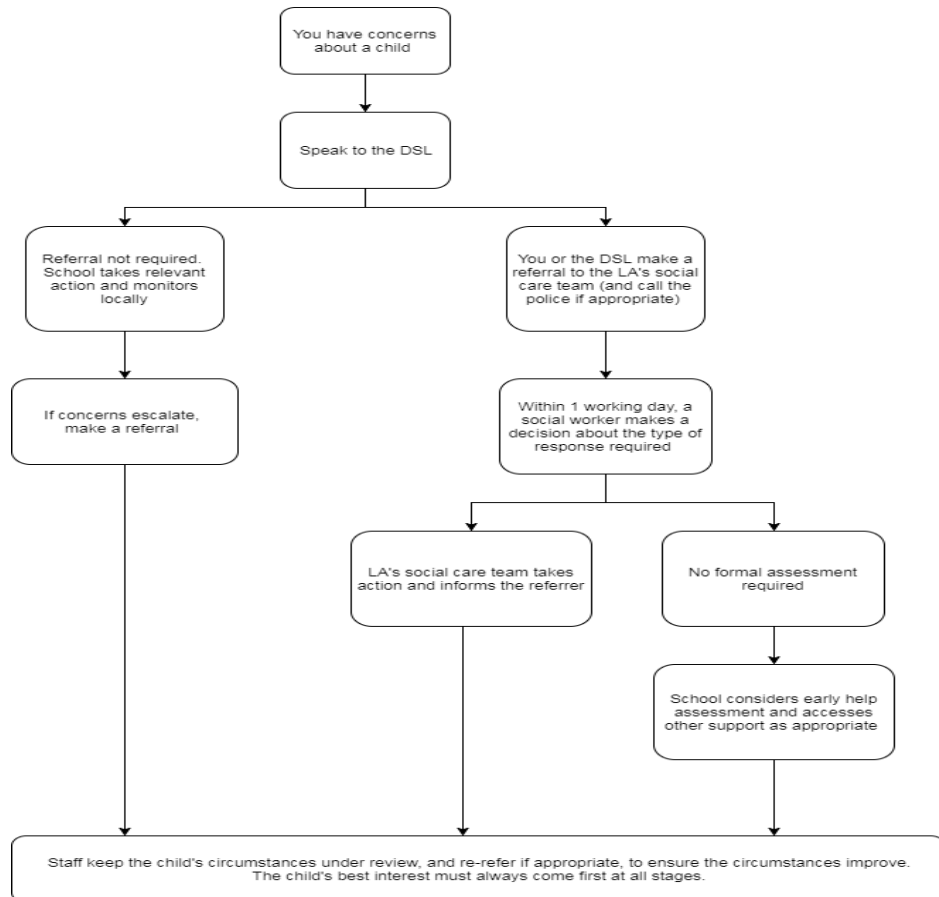 You have concerns
about a child
Speak to the DSL
Referral not required.
School takes relevant
action and monitors
locally
You or the DSL make a
referral to the LA's social
care team (and call the
police if appropriate)
If concerns escalate,
make a referral
Within 1 working day, a
social worker makes a
decision about the type of
response required
LA's social care team takes
action and informs the referrer
No formal assessment
required
School considers early help
assessment and accesses
other support as appropriate
Staff keep the child's circumstances under review, and re-refer if appropriate, to ensure the circumstances improve.
The child's best interest must always come first at all stages.